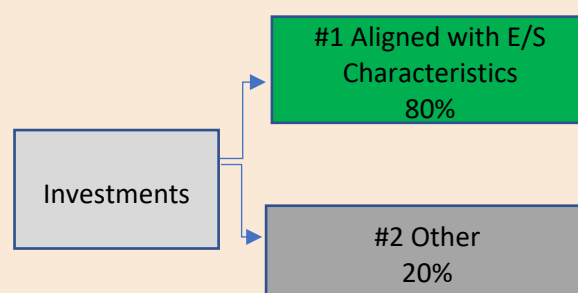 #1 Aligned with E/S
Characteristics
80%
Investments
#2 Other
20%